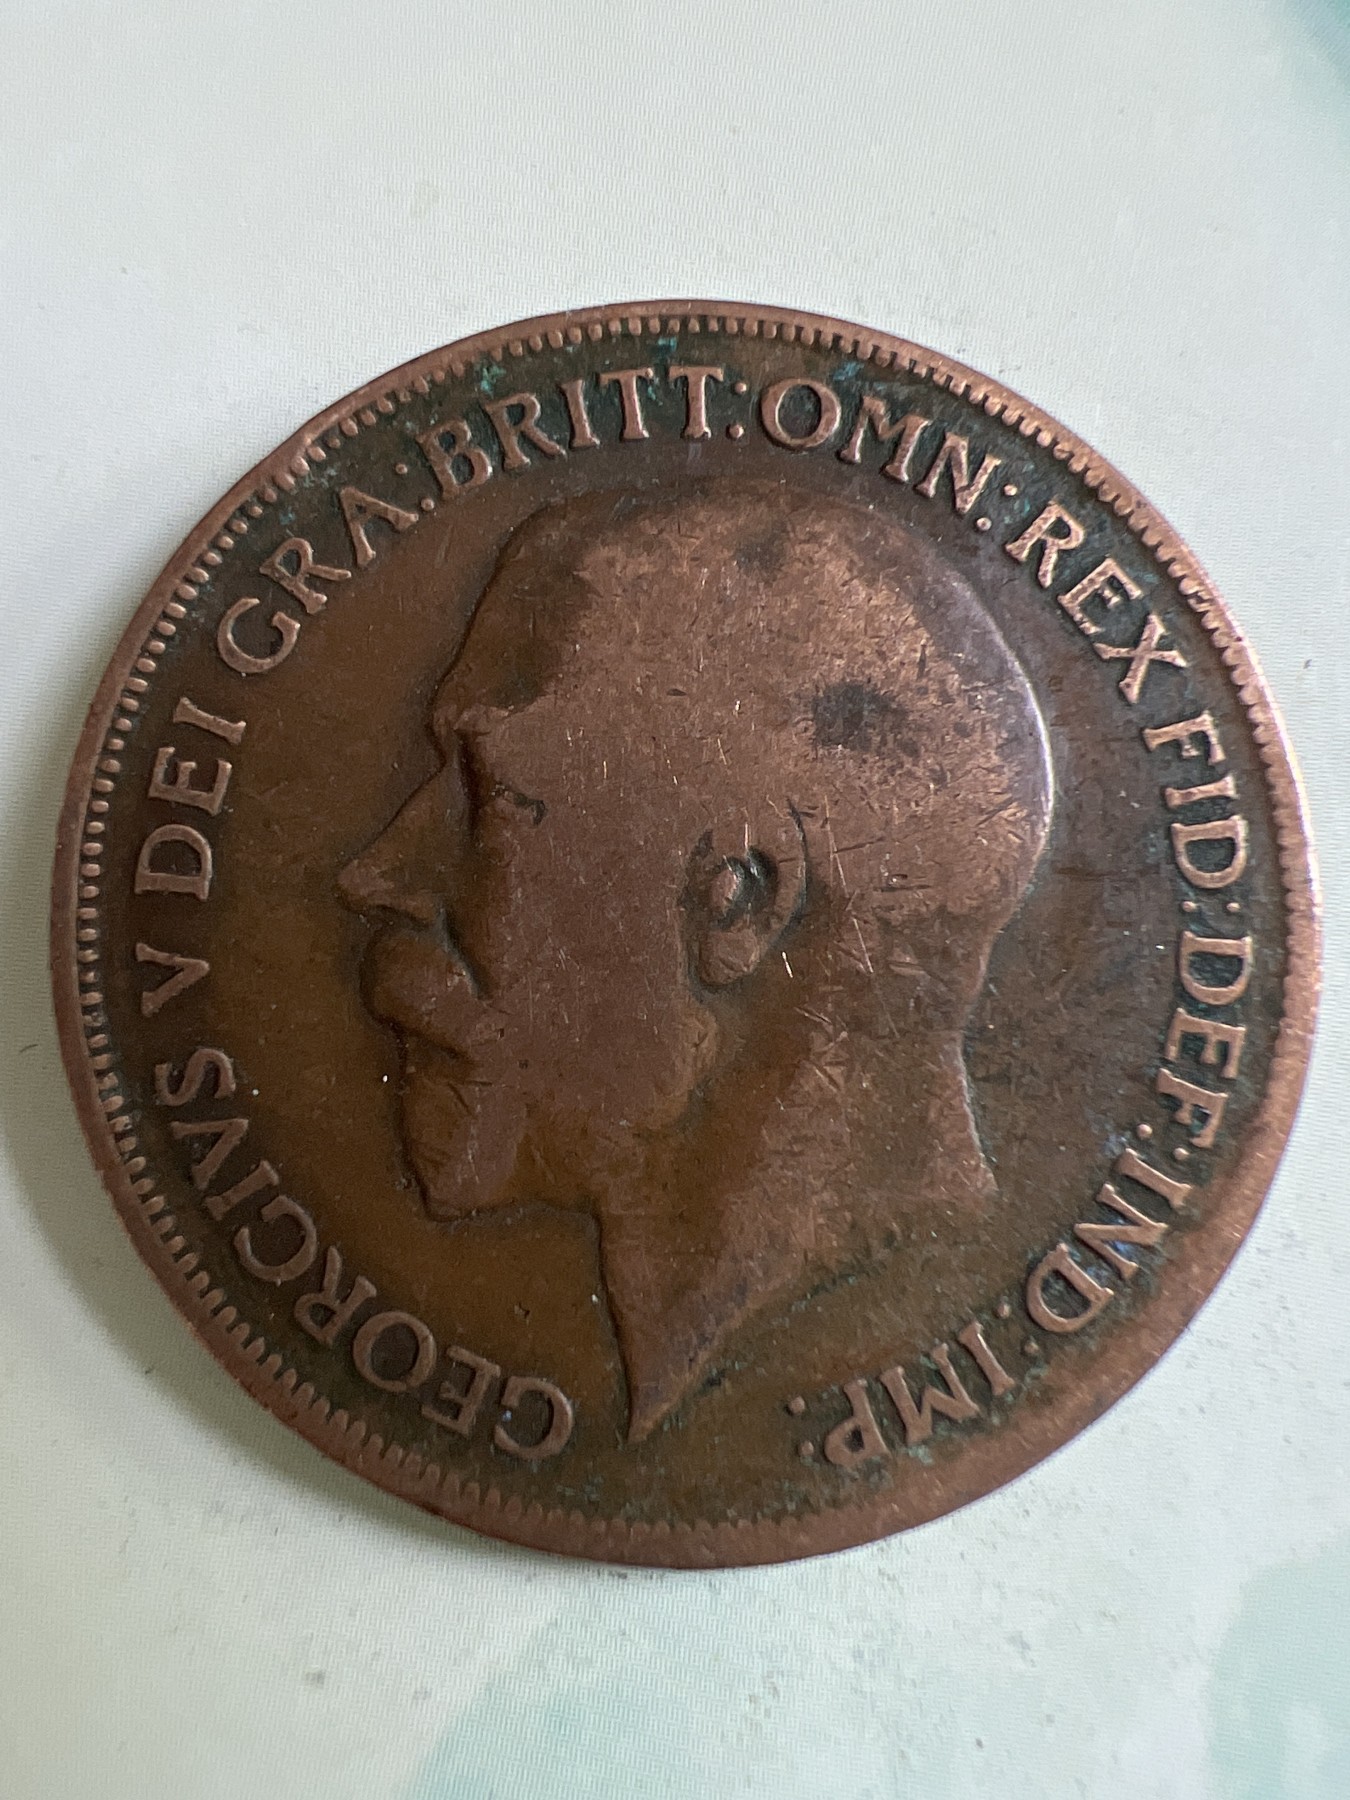 GEORGIVS V DEI GRA: BRITT: OMN: REX FID: DEF: IND: IMP: